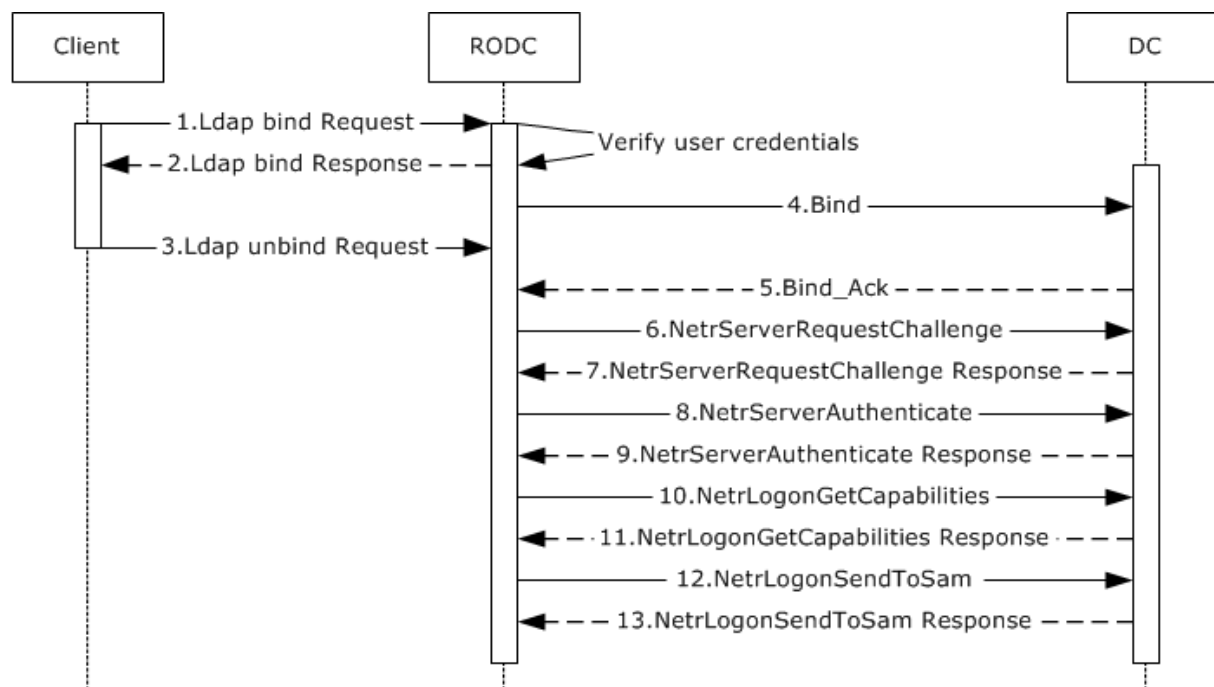 Client
RODC
DC
1.Ldap bind Request
Verify user credentials
2.Ldap bind Response
4.Bind
3.Ldap unbind Request
5.Bind_Ack
6.NetrServerRequestChallenge
7.NetrServerRequestChallenge Response
8.NetrServerAuthenticate
9.NetrServerAuthenticate Response
10.NetrLogonGetCapabilities
11.NetrLogonGetCapabilities Response
12.NetrLogonSendToSam
13.NetrLogonSendToSam Response